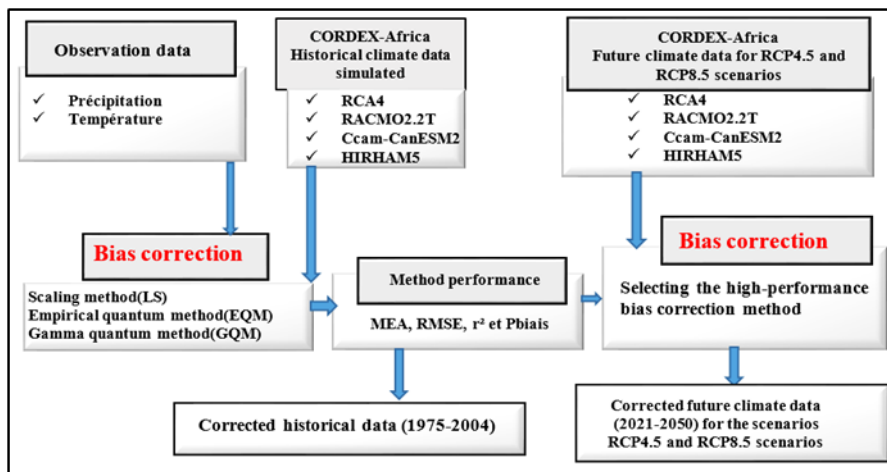 Observation data
✓ Précipitation
✓ Température
CORDEX-Africa
Historical climate data
simulated
✓ RCA4
✓ RACMO2.2T
✓ Ccam-CanESM2
✓ HIRHAM5
CORDEX-Africa
Future climate data for RCP4.5 and
RCP8.5 scenarios
✓ RCA4
✓ RACMO2.2T
✓ Ccam-CanESM2
✓ HIRHAM5
Bias correction
Scaling method(LS)
Empirical quantum method(EQM)
Gamma quantum method(GQM)
Method performance
MEA, RMSE, r² et Pbiais
Bias correction
Selecting the high-performance
bias correction method
Corrected historical data (1975-2004)
Corrected future climate data
(2021-2050) for the scenarios
RCP4.5 and RCP8.5 scenarios